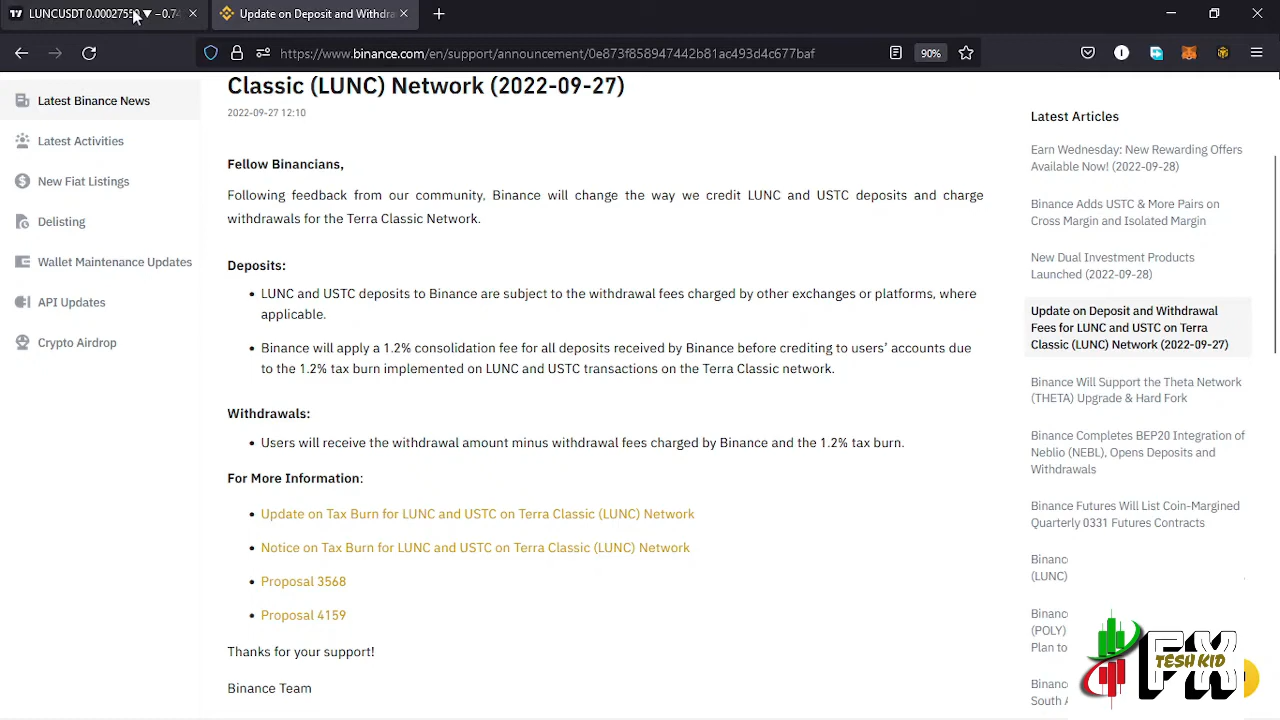 LUNCUSDT 0.0002755 ▼ −0.74
Update on Deposit and Withdra
https://www.binance.com/en/support/announcement/0e873f858947442b81ac493d4c677baf
90%
Latest Binance News
Latest Activities
New Fiat Listings
Delisting
Wallet Maintenance Updates
API Updates
Crypto Airdrop
Classic (LUNC) Network (2022-09-27)
2022-09-27 12:10
Fellow Binancians,
Following feedback from our community, Binance will change the way we credit LUNC and USTC deposits and charge
withdrawals for the Terra Classic Network.
Deposits:
• LUNC and USTC deposits to Binance are subject to the withdrawal fees charged by other exchanges or platforms, where
applicable.
• Binance will apply a 1.2% consolidation fee for all deposits received by Binance before crediting to users’ accounts due
to the 1.2% tax burn implemented on LUNC and USTC transactions on the Terra Classic network.
Withdrawals:
• Users will receive the withdrawal amount minus withdrawal fees charged by Binance and the 1.2% tax burn.
For More Information:
• Update on Tax Burn for LUNC and USTC on Terra Classic (LUNC) Network
• Notice on Tax Burn for LUNC and USTC on Terra Classic (LUNC) Network
• Proposal 3568
• Proposal 4159
Thanks for your support!
Binance Team
Latest Articles
Earn Wednesday: New Rewarding Offers
Available Now! (2022-09-28)
Binance Adds USTC & More Pairs on
Cross Margin and Isolated Margin
New Dual Investment Products
Launched (2022-09-28)
Update on Deposit and Withdrawal
Fees for LUNC and USTC on Terra
Classic (LUNC) Network (2022-09-27)
Binance Will Support the Theta Network
(THETA) Upgrade & Hard Fork
Binance Completes BEP20 Integration of
Neblio (NEBL), Opens Deposits and
Withdrawals
Binance Futures Will List Coin-Margined
Quarterly 0331 Futures Contracts
Binanc
(LUNC)
Binanc
(POLY)
Plan to
Binanc
South A
FX
TESH KID